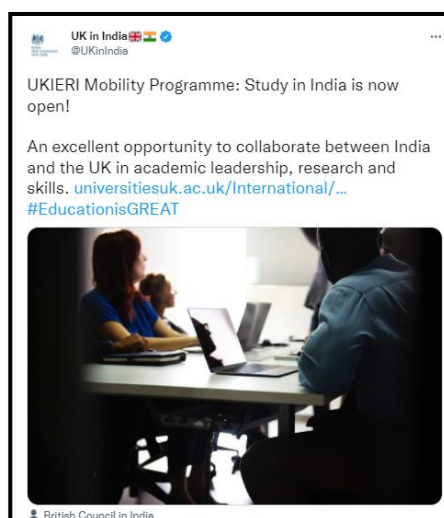 UK in India🇬🇧🇮🇳
@UKinIndia
UKIERI Mobility Programme: Study in India is now
open!
An excellent opportunity to collaborate between India
and the UK in academic leadership, research and
skills. universitiesuk.ac.uk/International/...
#EducationisGREAT
British Council in India